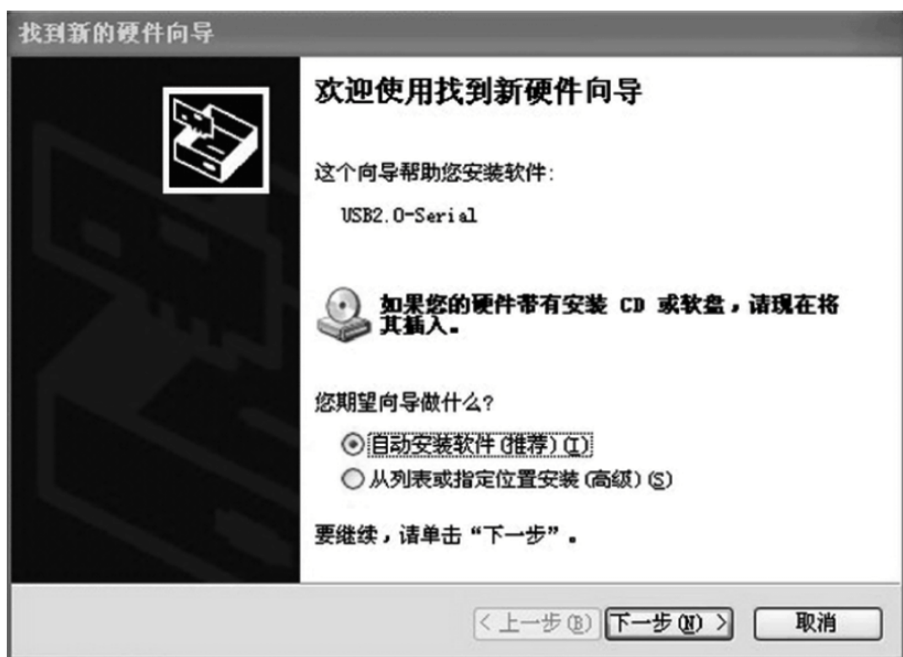 找到新的硬件向导
欢迎使用找到新硬件向导
这个向导帮助您安装软件:
USB2.0-Serial
如果您的硬件带有安装 CD 或软盘，请现在将
其插入。
您期望向导做什么?
自动安装软件(推荐)(I)
从列表或指定位置安装(高级)(S)
要继续，请单击“下一步”。
< 上一步(B)
下一步(N) >
取消